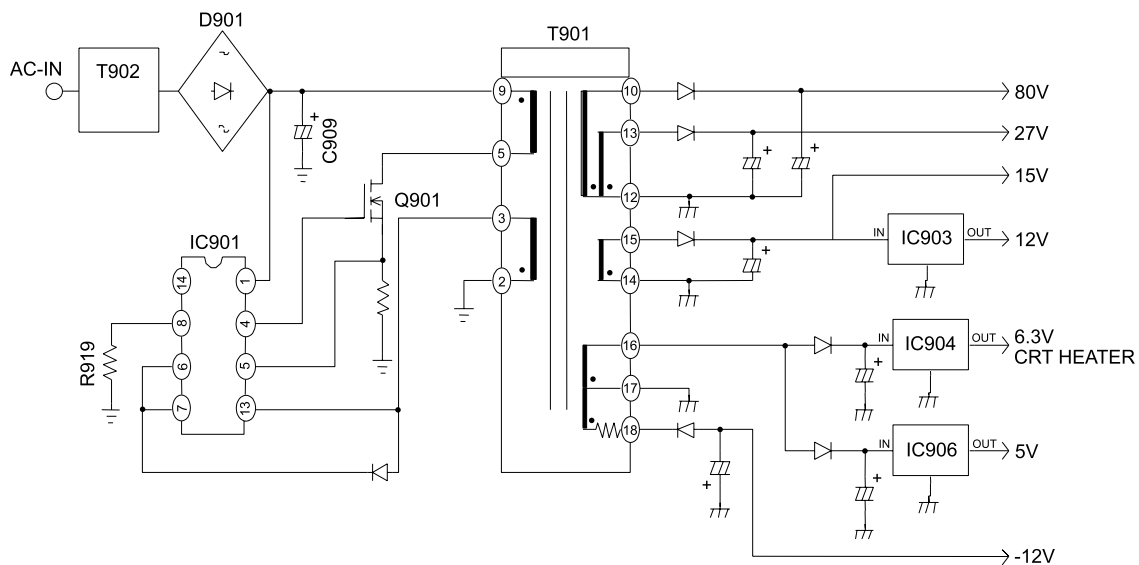 D901
T901
AC-IN
T902
9
10
80V
+
C909
13
+
+
27V
5
12
15V
Q901
3
15
IN
IC903
OUT
12V
IC901
+
14
1
2
14
8
4
16
IN
IC904
OUT
6.3V
CRT HEATER
R919
6
5
17
+
7
13
18
IN
IC906
OUT
5V
+
+
-12V